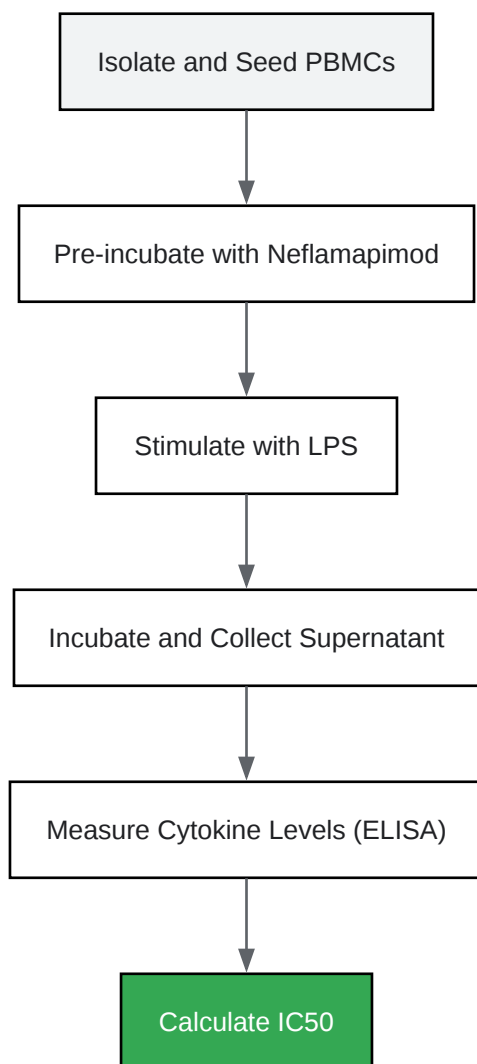 Isolate and Seed PBMCs
Pre-incubate with Neflamapimod
Stimulate with LPS
Incubate and Collect Supernatant
Measure Cytokine Levels (ELISA)
Calculate IC50